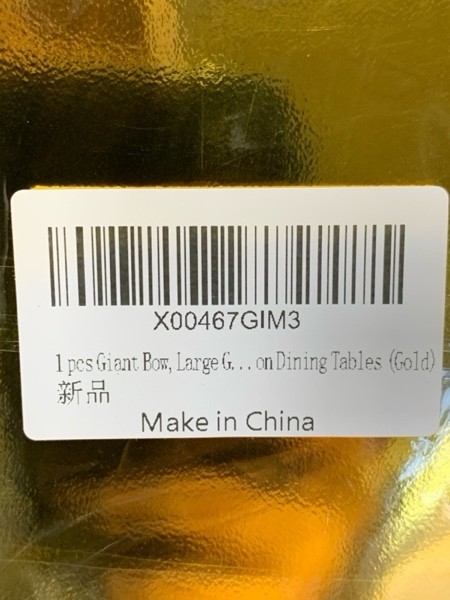 X00467GIM3
1 pcs Giant Bow, Large G... on Dining Tables (Gold)
新品
Make in China